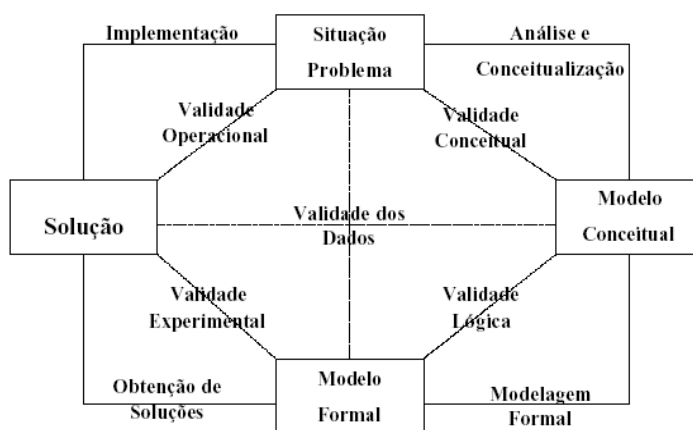 Implementação
Situação
Problema
Análise e
Conceitualização
Validade
Operacional
Validade
Conceitual
Solução
Validade dos
Dados
Modelo
Conceitual
Validade
Experimental
Validade
Lógica
Obtenção de
Soluções
Modelo
Formal
Modelagem
Formal